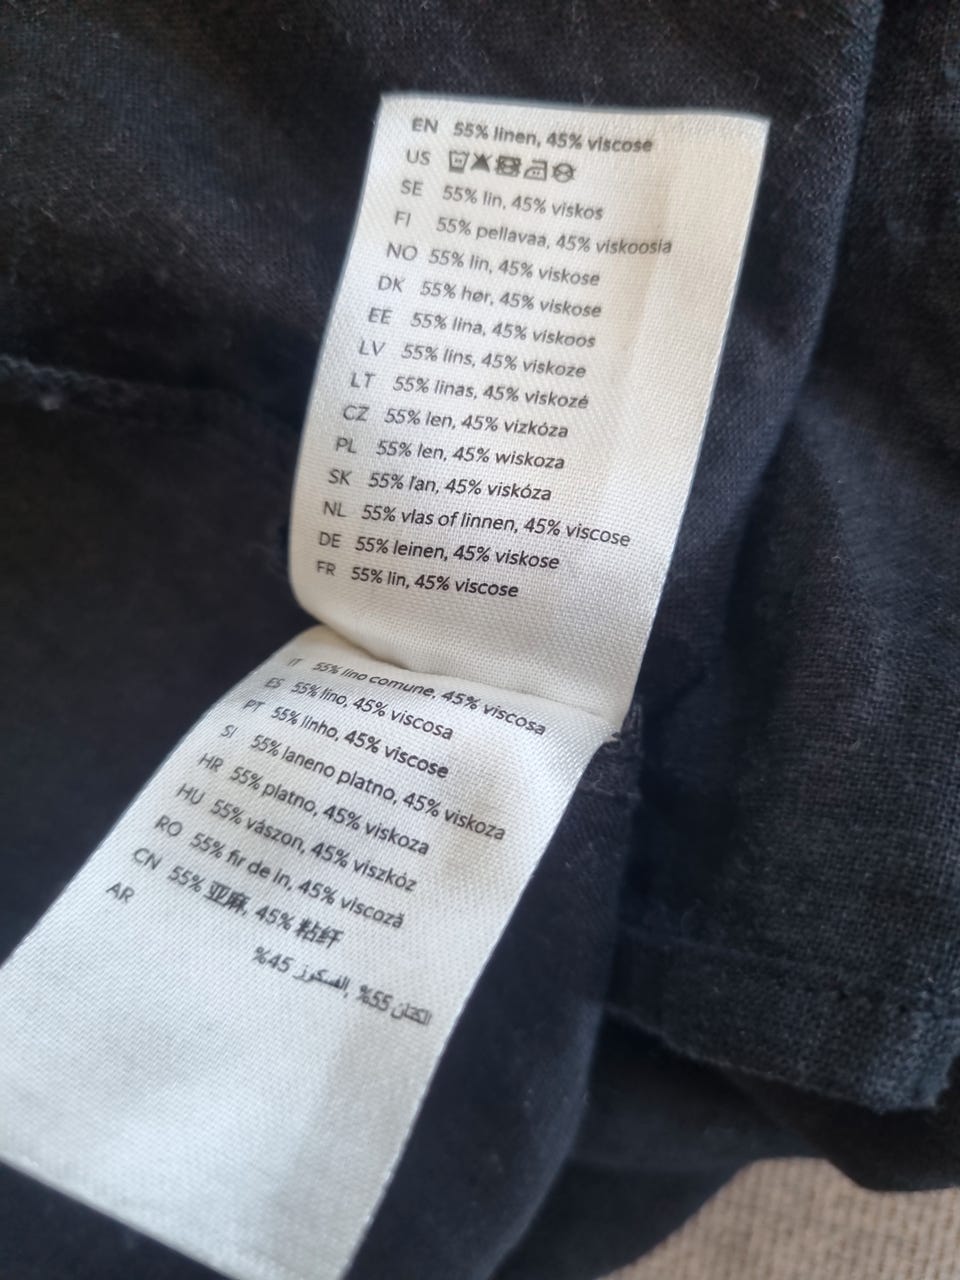 EN 55% linen, 45% viscose
US
SE 55% lin, 45% viskos
FI 55% pellavaa, 45% viskoosia
NO 55% lin, 45% viskose
DK 55% hør, 45% viskose
EE 55% lina, 45% viskoos
LV 55% lins, 45% viskoze
LT 55% linas, 45% viskozė
CZ 55% len, 45% vizkóza
PL 55% len, 45% wiskoza
SK 55% ľan, 45% viskóza
NL 55% vlas of linnen, 45% viscose
DE 55% leinen, 45% viskose
FR 55% lin, 45% viscose
IT 55% lino comune, 45% viscosa
ES 55% lino, 45% viscosa
PT 55% linho, 45% viscose
SI 55% laneno platno, 45% viskoza
HR 55% platno, 45% viskoza
HU 55% vászon, 45% viszkóz
RO 55% fir de in, 45% viscoză
CN 55% 亚麻, 45% 粘纤
AR
الكتان 55%, الفسكوز 45%